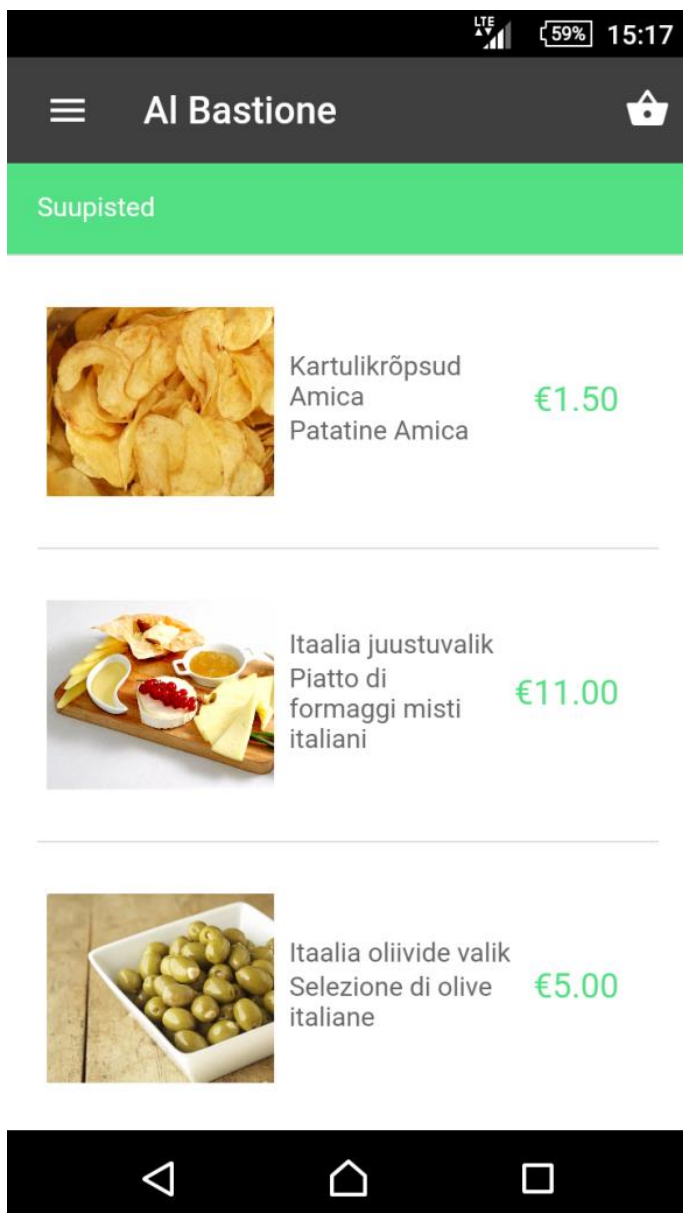 LTE 59% 15:17
Al Bastione
Suupisted
Kartulikrõpsud
Amica
Patatine Amica
€1.50
Itaalia juustuvalik
Piatto di
formaggi misti
italiani
€11.00
Itaalia oliivide valik
Selezione di olive
italiane
€5.00